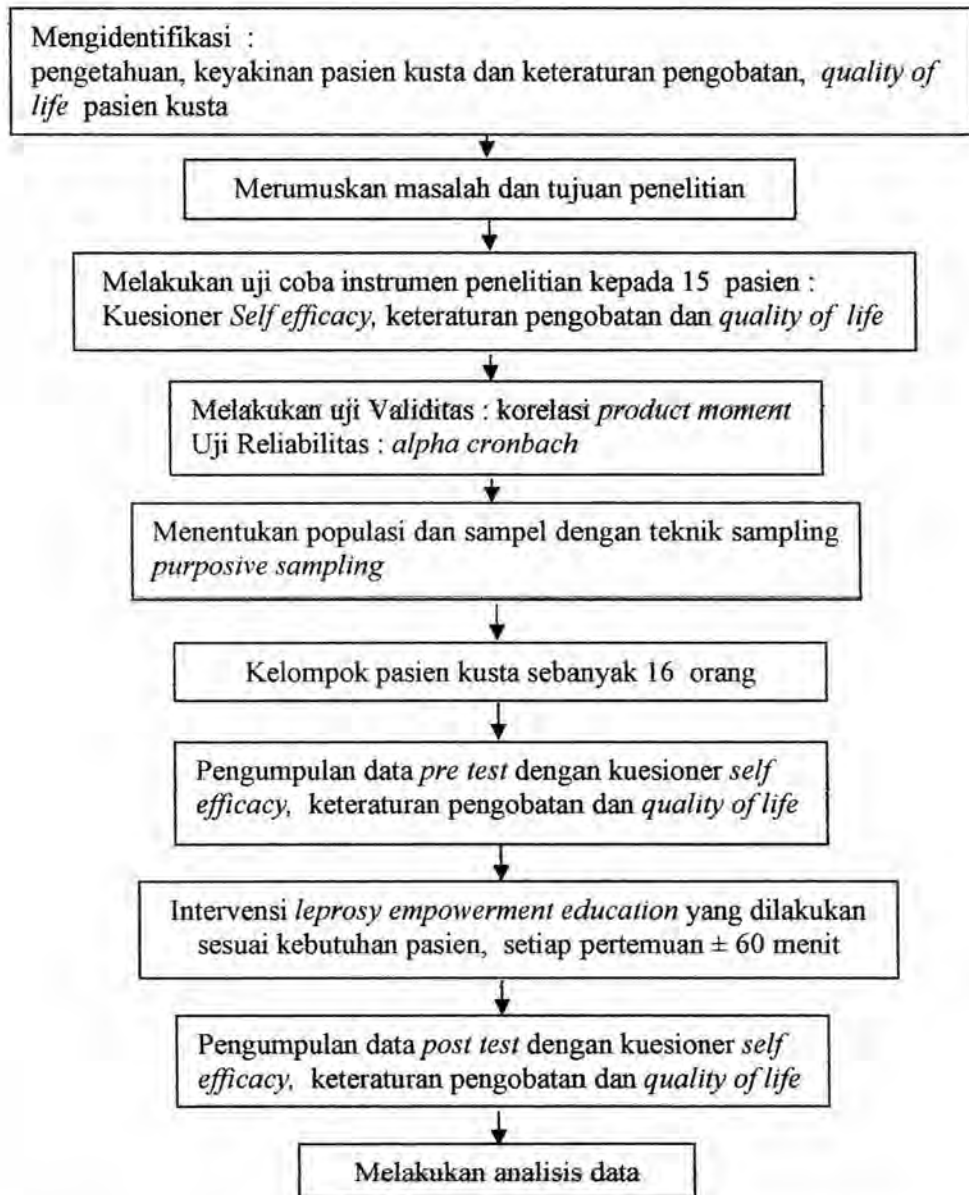 Mengidentifikasi :
pengetahuan, keyakinan pasien kusta dan keteraturan pengobatan, quality of
life pasien kusta
Merumuskan masalah dan tujuan penelitian
Melakukan uji coba instrumen penelitian kepada 15 pasien :
Kuesioner Self efficacy, keteraturan pengobatan dan quality of life
Melakukan uji Validitas : korelasi product moment
Uji Reliabilitas : alpha cronbach
Menentukan populasi dan sampel dengan teknik sampling
purposive sampling
Kelompok pasien kusta sebanyak 16 orang
Pengumpulan data pre test dengan kuesioner self
efficacy, keteraturan pengobatan dan quality of life
Intervensi leprosy empowerment education yang dilakukan
sesuai kebutuhan pasien, setiap pertemuan ± 60 menit
Pengumpulan data post test dengan kuesioner self
efficacy, keteraturan pengobatan dan quality of life
Melakukan analisis data